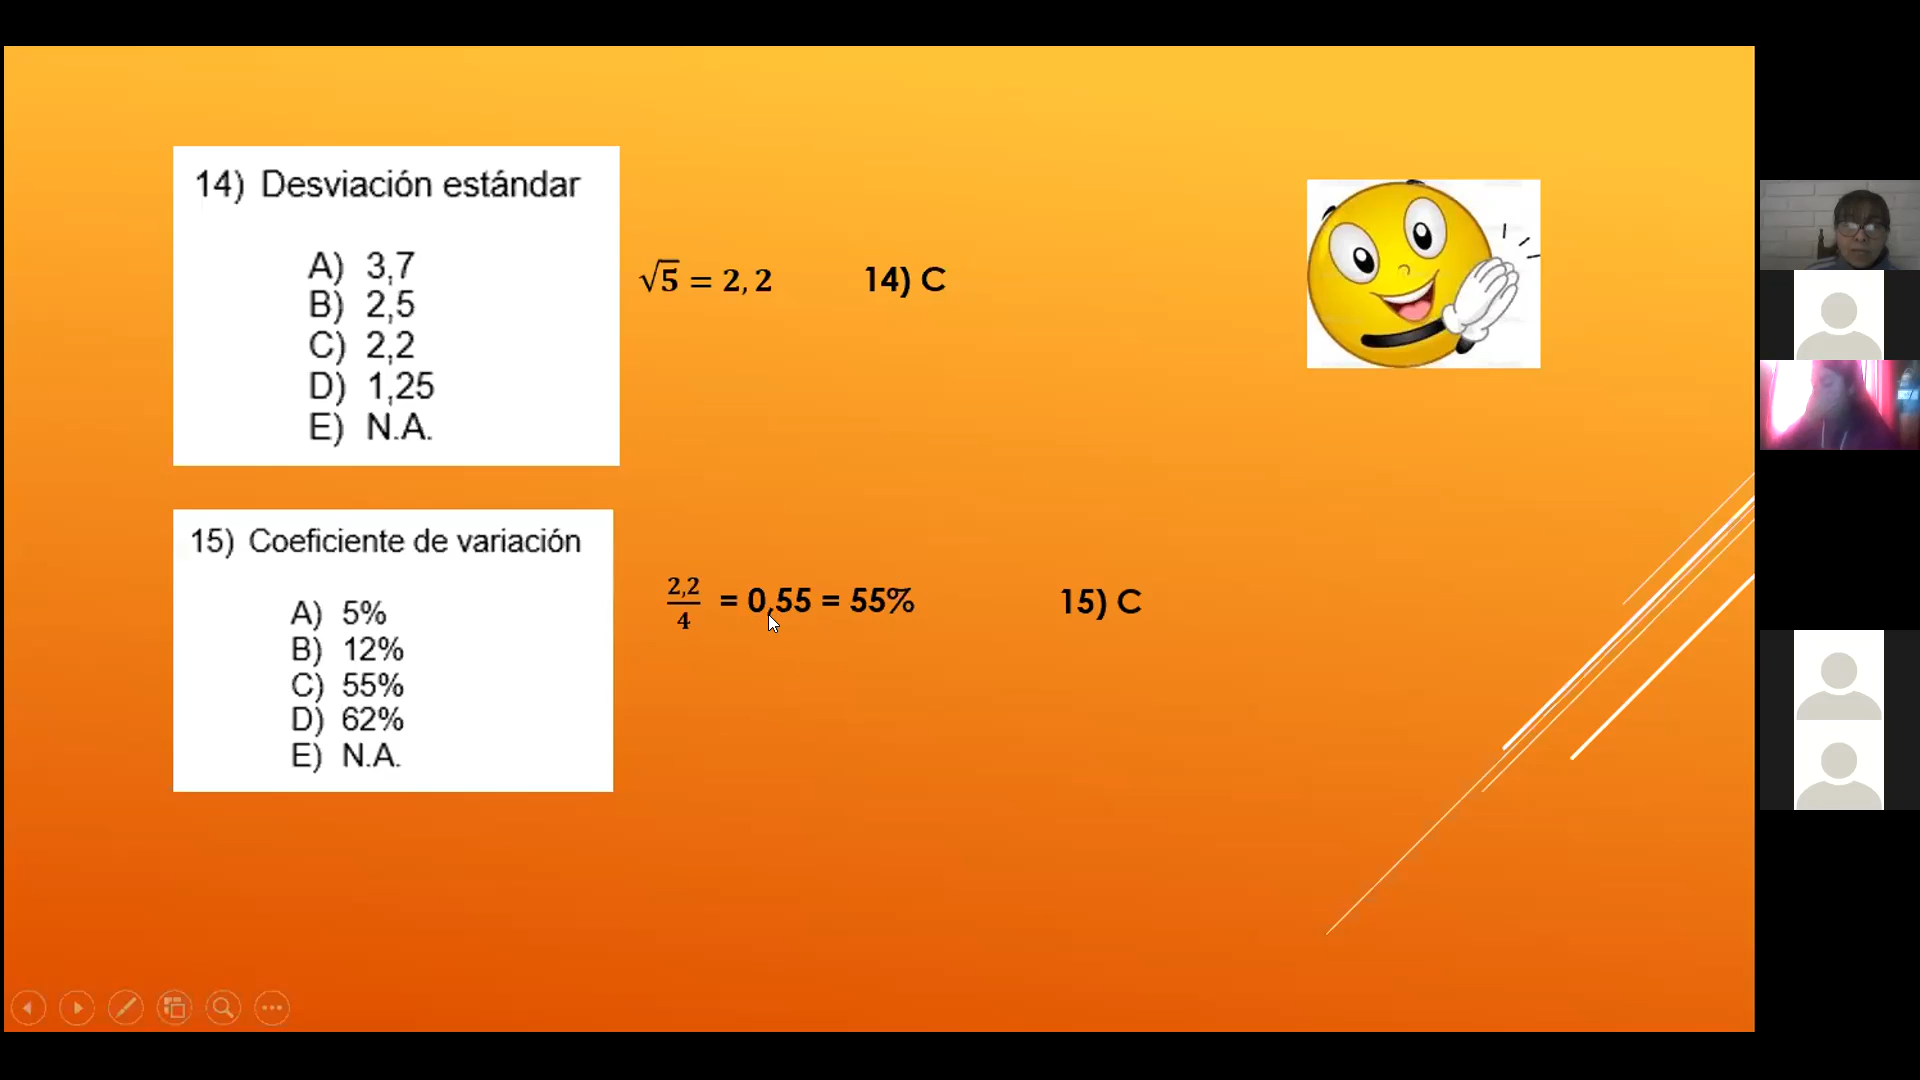 14) Desviación estándar
A) 3,7
B) 2,5
C) 2,2
D) 1,25
E) N.A.
√5 = 2, 2
14) C
15) Coeficiente de variación
A) 5%
B) 12%
C) 55%
D) 62%
E) N.A.
2,2/4 = 0,55 = 55%
15) C